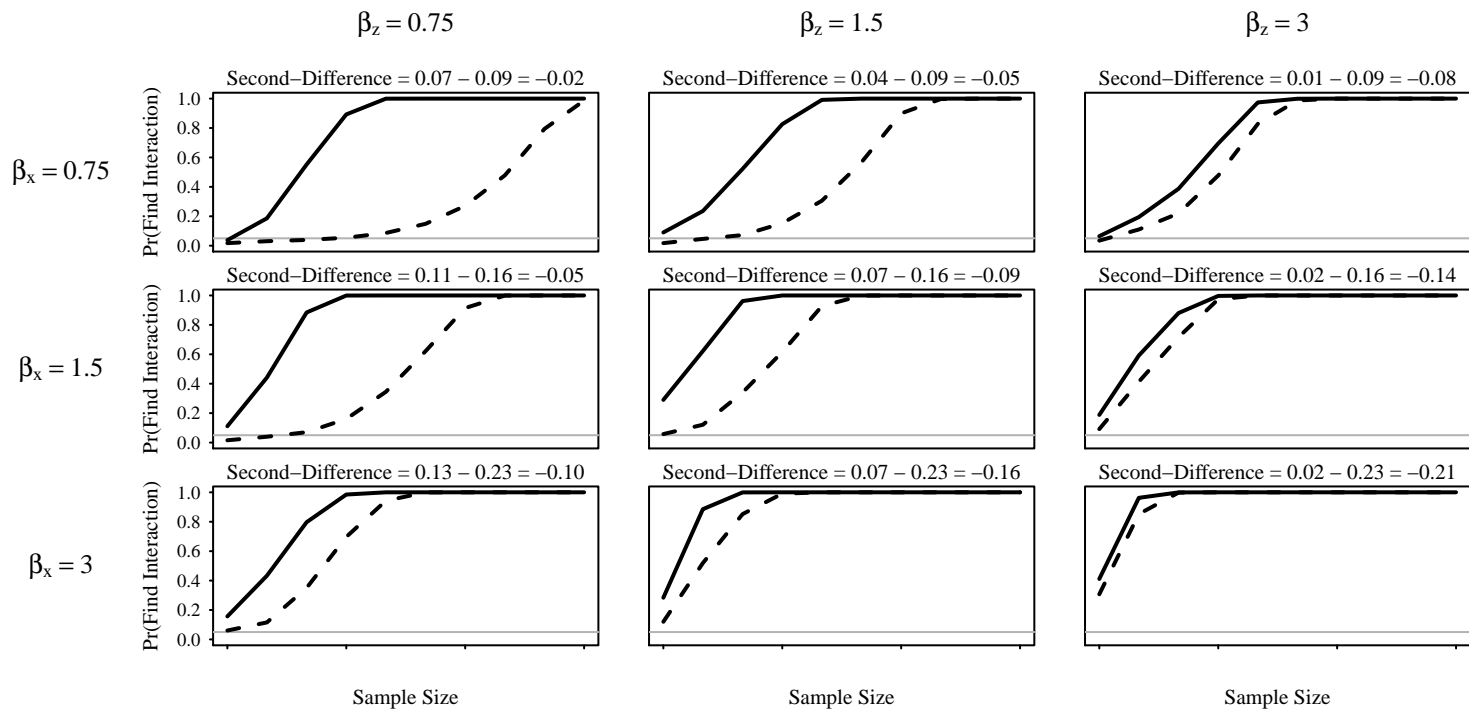 βz = 0.75
βz = 1.5
βz = 3
βx = 0.75
Second−Difference = 0.07 − 0.09 = −0.02
Second−Difference = 0.04 − 0.09 = −0.05
Second−Difference = 0.01 − 0.09 = −0.08
Pr(Find Interaction)
1.0
0.8
0.6
0.4
0.2
0.0
βx = 1.5
Second−Difference = 0.11 − 0.16 = −0.05
Second−Difference = 0.07 − 0.16 = −0.09
Second−Difference = 0.02 − 0.16 = −0.14
Pr(Find Interaction)
1.0
0.8
0.6
0.4
0.2
0.0
βx = 3
Second−Difference = 0.13 − 0.23 = −0.10
Second−Difference = 0.07 − 0.23 = −0.16
Second−Difference = 0.02 − 0.23 = −0.21
Pr(Find Interaction)
1.0
0.8
0.6
0.4
0.2
0.0
Sample Size
Sample Size
Sample Size